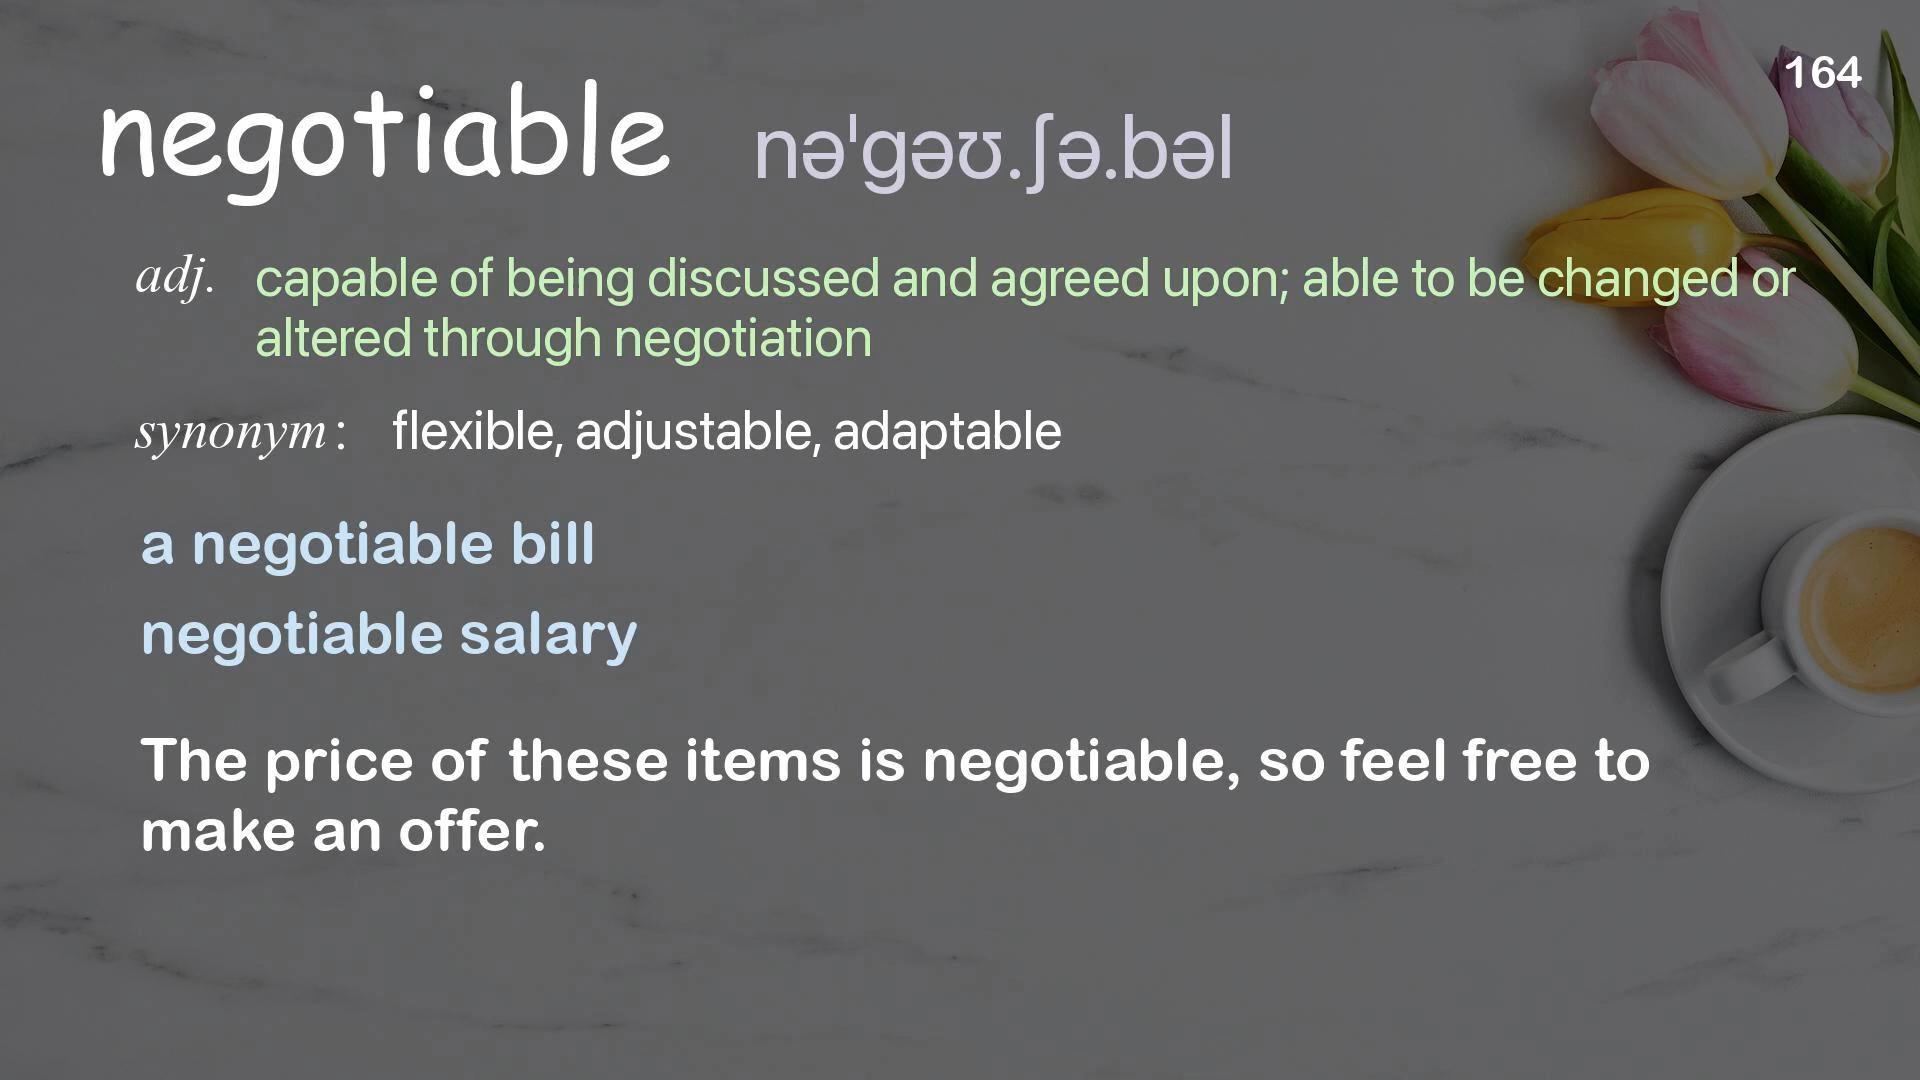 164
negotiable nə'gəʊ.ʃə.bəl
adj. capable of being discussed and agreed upon; able to be changed or
altered through negotiation
synonym: flexible, adjustable, adaptable
a negotiable bill
negotiable salary
The price of these items is negotiable, so feel free to
make an offer.